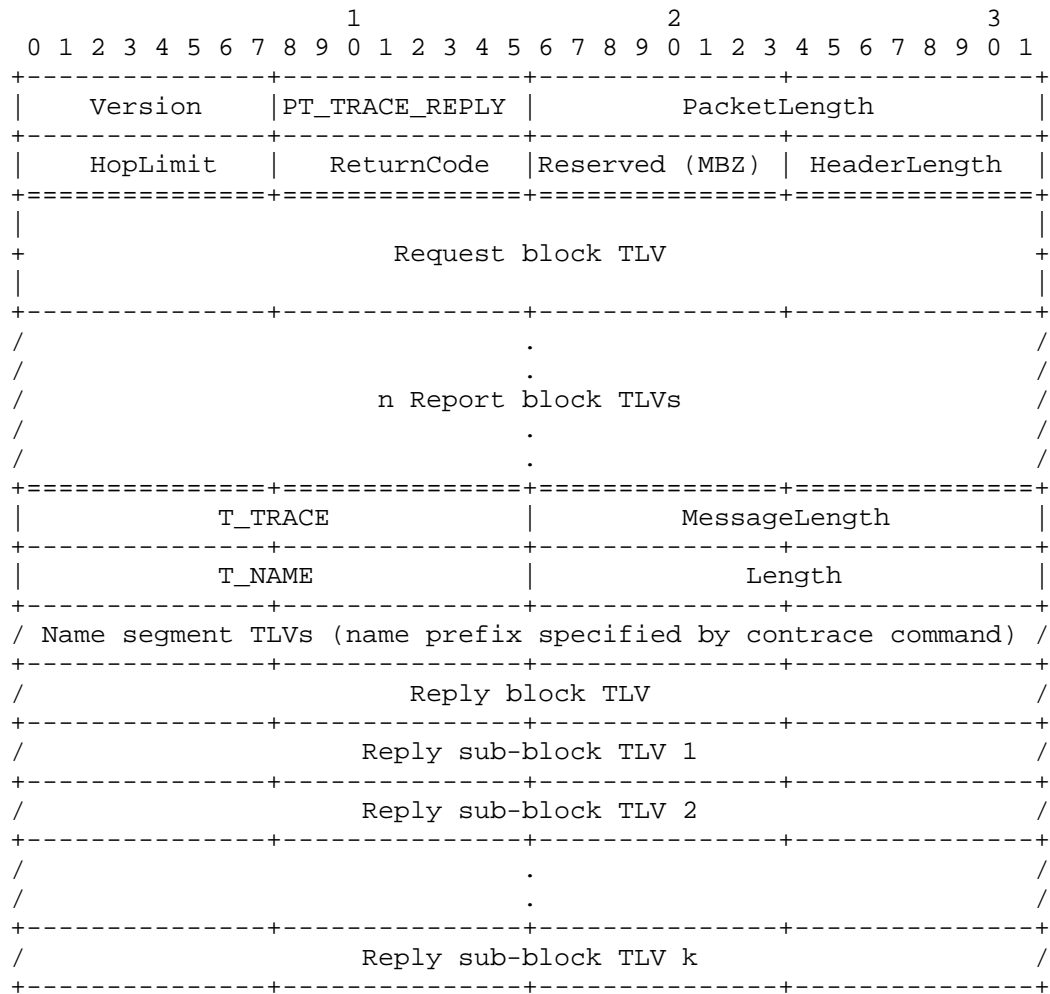 1                   2                   3
 0 1 2 3 4 5 6 7 8 9 0 1 2 3 4 5 6 7 8 9 0 1 2 3 4 5 6 7 8 9 0 1
+---------------+---------------+---------------+---------------+
|    Version    |PT_TRACE_REPLY |         PacketLength          |
+---------------+---------------+---------------+---------------+
|    HopLimit   |   ReturnCode  |Reserved (MBZ) | HeaderLength  |
+===============+===============+===============+===============+
|                                                               |
+                       Request block TLV                       +
|                                                               |
+---------------+---------------+---------------+---------------+
/                               .                               /
/                               .                               /
/                      n Report block TLVs                      /
/                               .                               /
/                               .                               /
+===============+===============+===============+===============+
|            T_TRACE            |         MessageLength         |
+---------------+---------------+---------------+---------------+
|            T_NAME             |             Length            |
+---------------+---------------+---------------+---------------+
/ Name segment TLVs (name prefix specified by contrace command) /
+---------------+---------------+---------------+---------------+
/                        Reply block TLV                        /
+---------------+---------------+---------------+---------------+
/                     Reply sub-block TLV 1                     /
+---------------+---------------+---------------+---------------+
/                     Reply sub-block TLV 2                     /
+---------------+---------------+---------------+---------------+
/                               .                               /
/                               .                               /
+---------------+---------------+---------------+---------------+
/                     Reply sub-block TLV k                     /
+---------------+---------------+---------------+---------------+